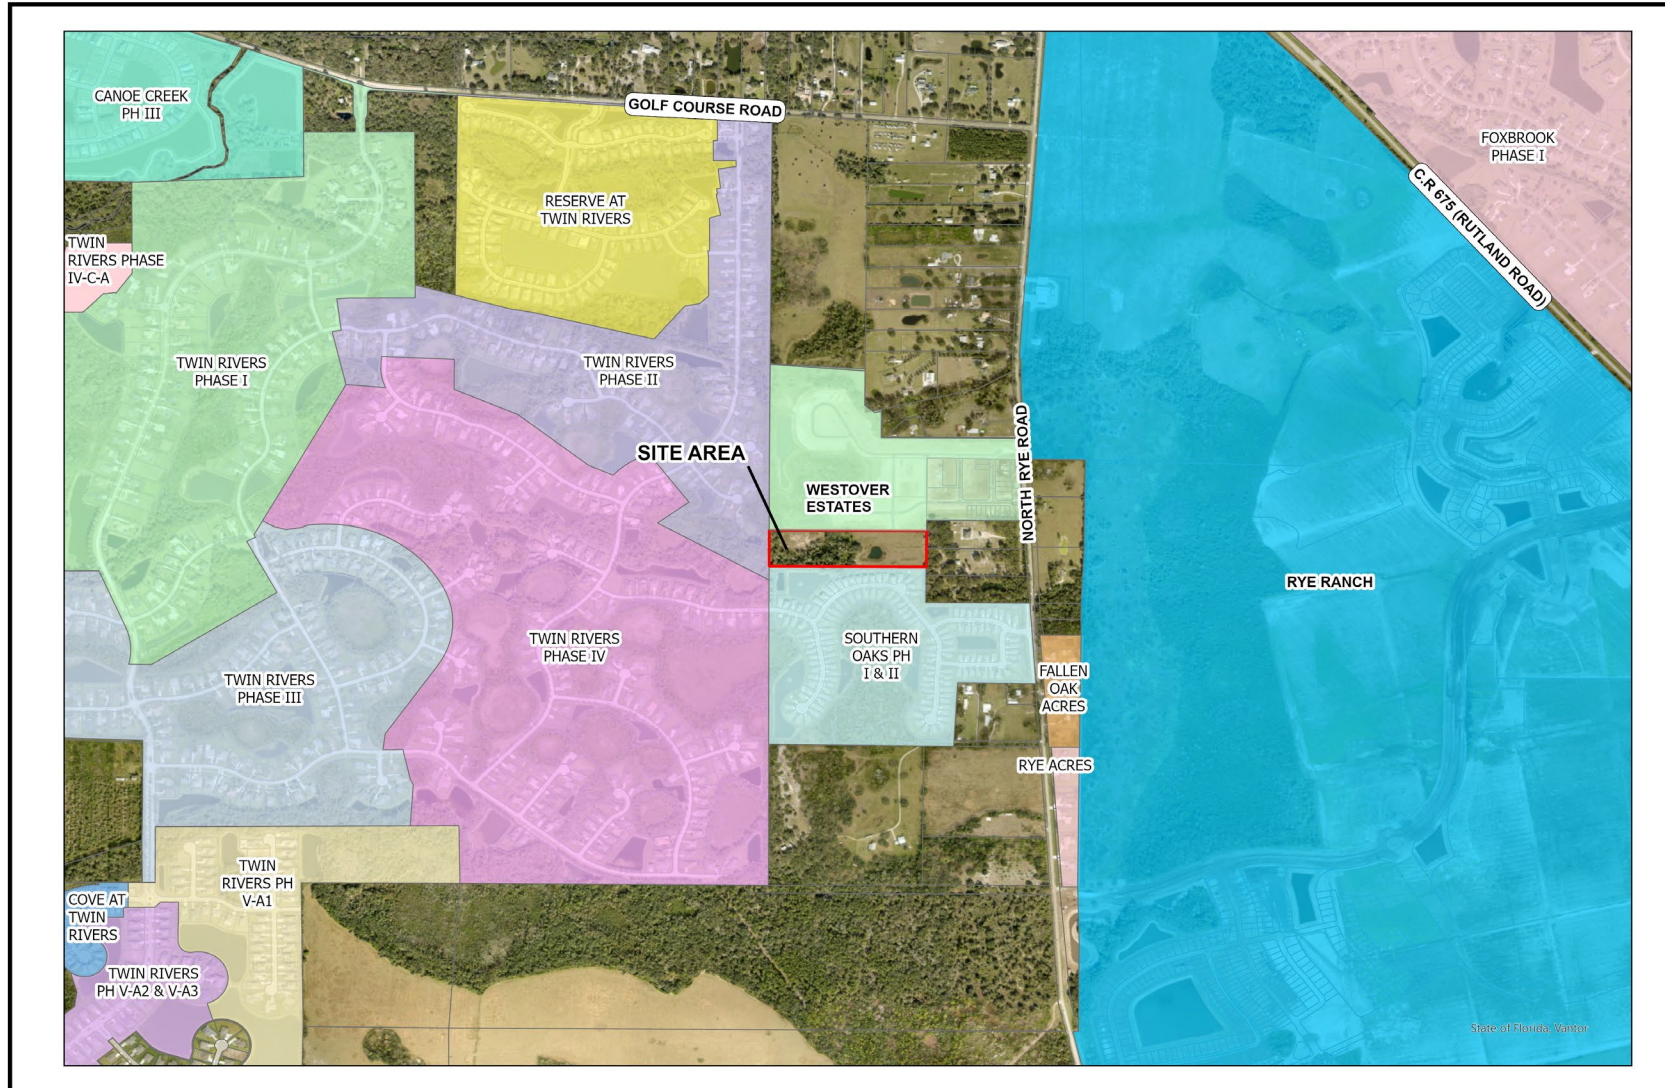 CANOE CREEK
PH III
GOLF COURSE ROAD
FOXBROOK
PHASE I
C.R 675 (RUTLAND ROAD)
RESERVE AT
TWIN RIVERS
TWIN
RIVERS PHASE
IV-C-A
TWIN RIVERS
PHASE I
TWIN RIVERS
PHASE II
NORTH RYE ROAD
SITE AREA
WESTOVER
ESTATES
RYE RANCH
TWIN RIVERS
PHASE IV
SOUTHERN
OAKS PH
I & II
TWIN RIVERS
PHASE III
FALLEN
OAK
ACRES
RYE ACRES
TWIN
RIVERS PH
V-A1
COVE AT
TWIN
RIVERS
TWIN RIVERS
PH V-A2 & V-A3
State of Florida, Vantor